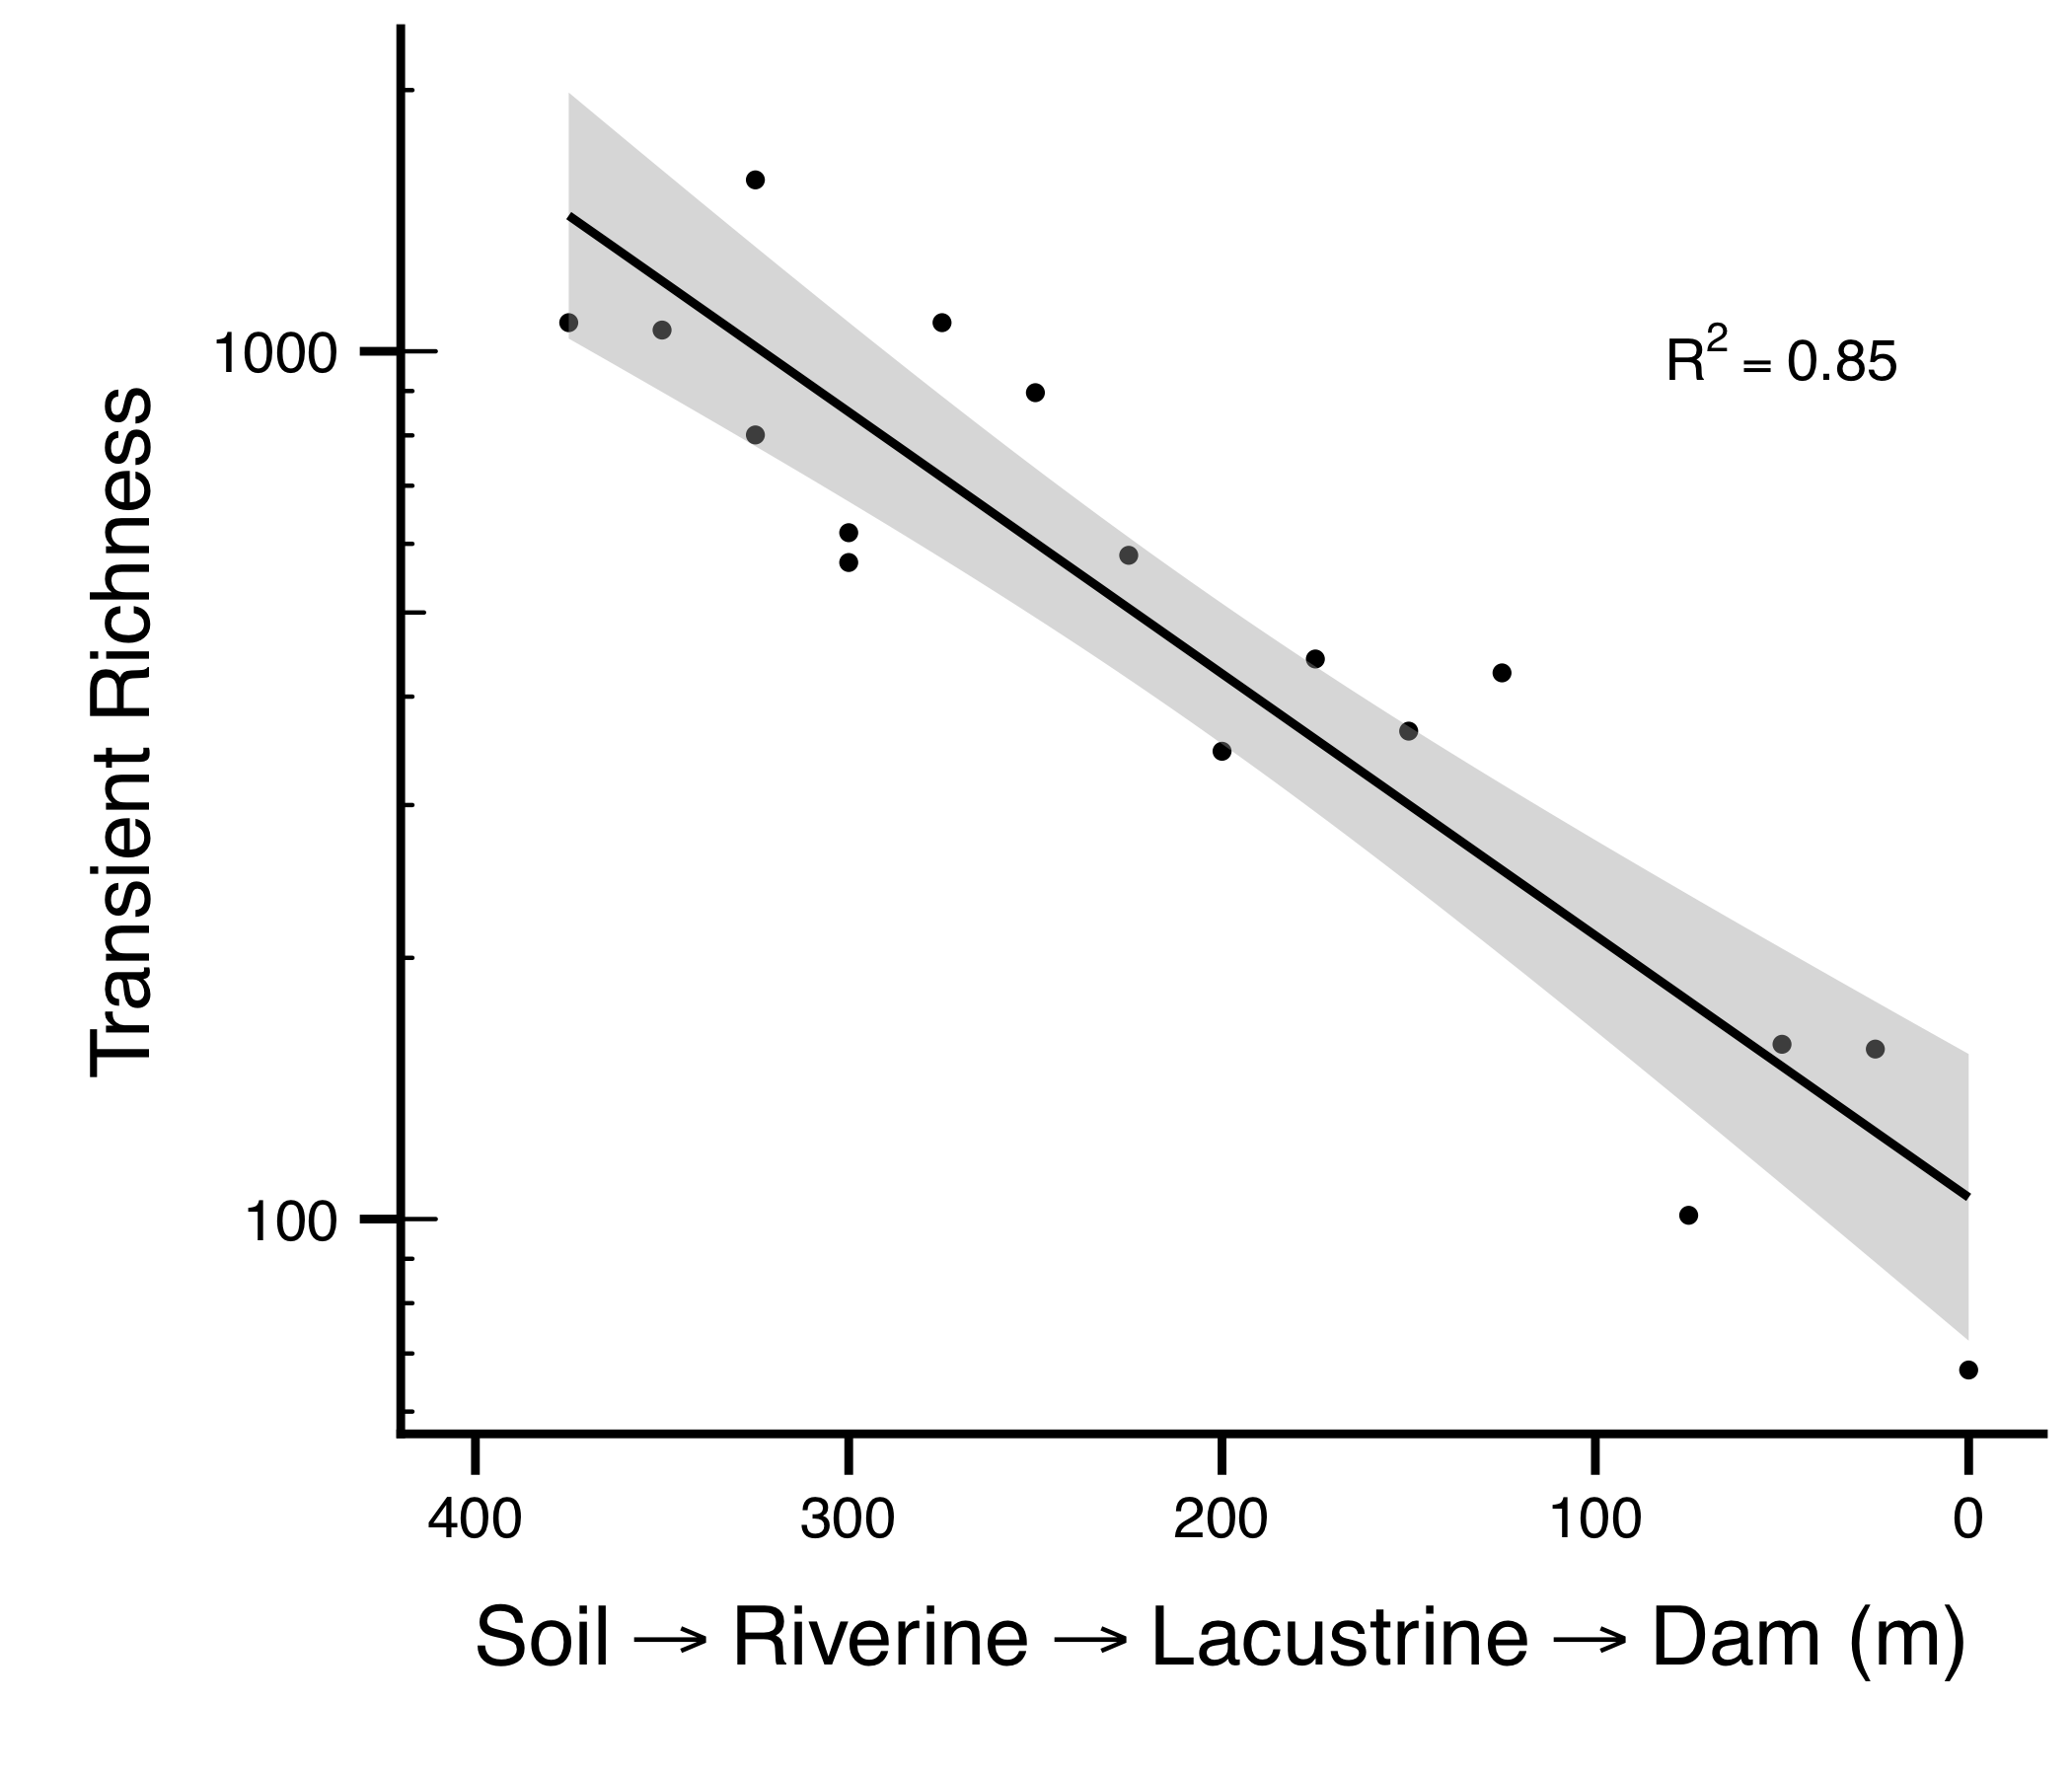 Transient Richness
1000
100
R² = 0.85
400 300 200 100 0
Soil → Riverine → Lacustrine → Dam (m)